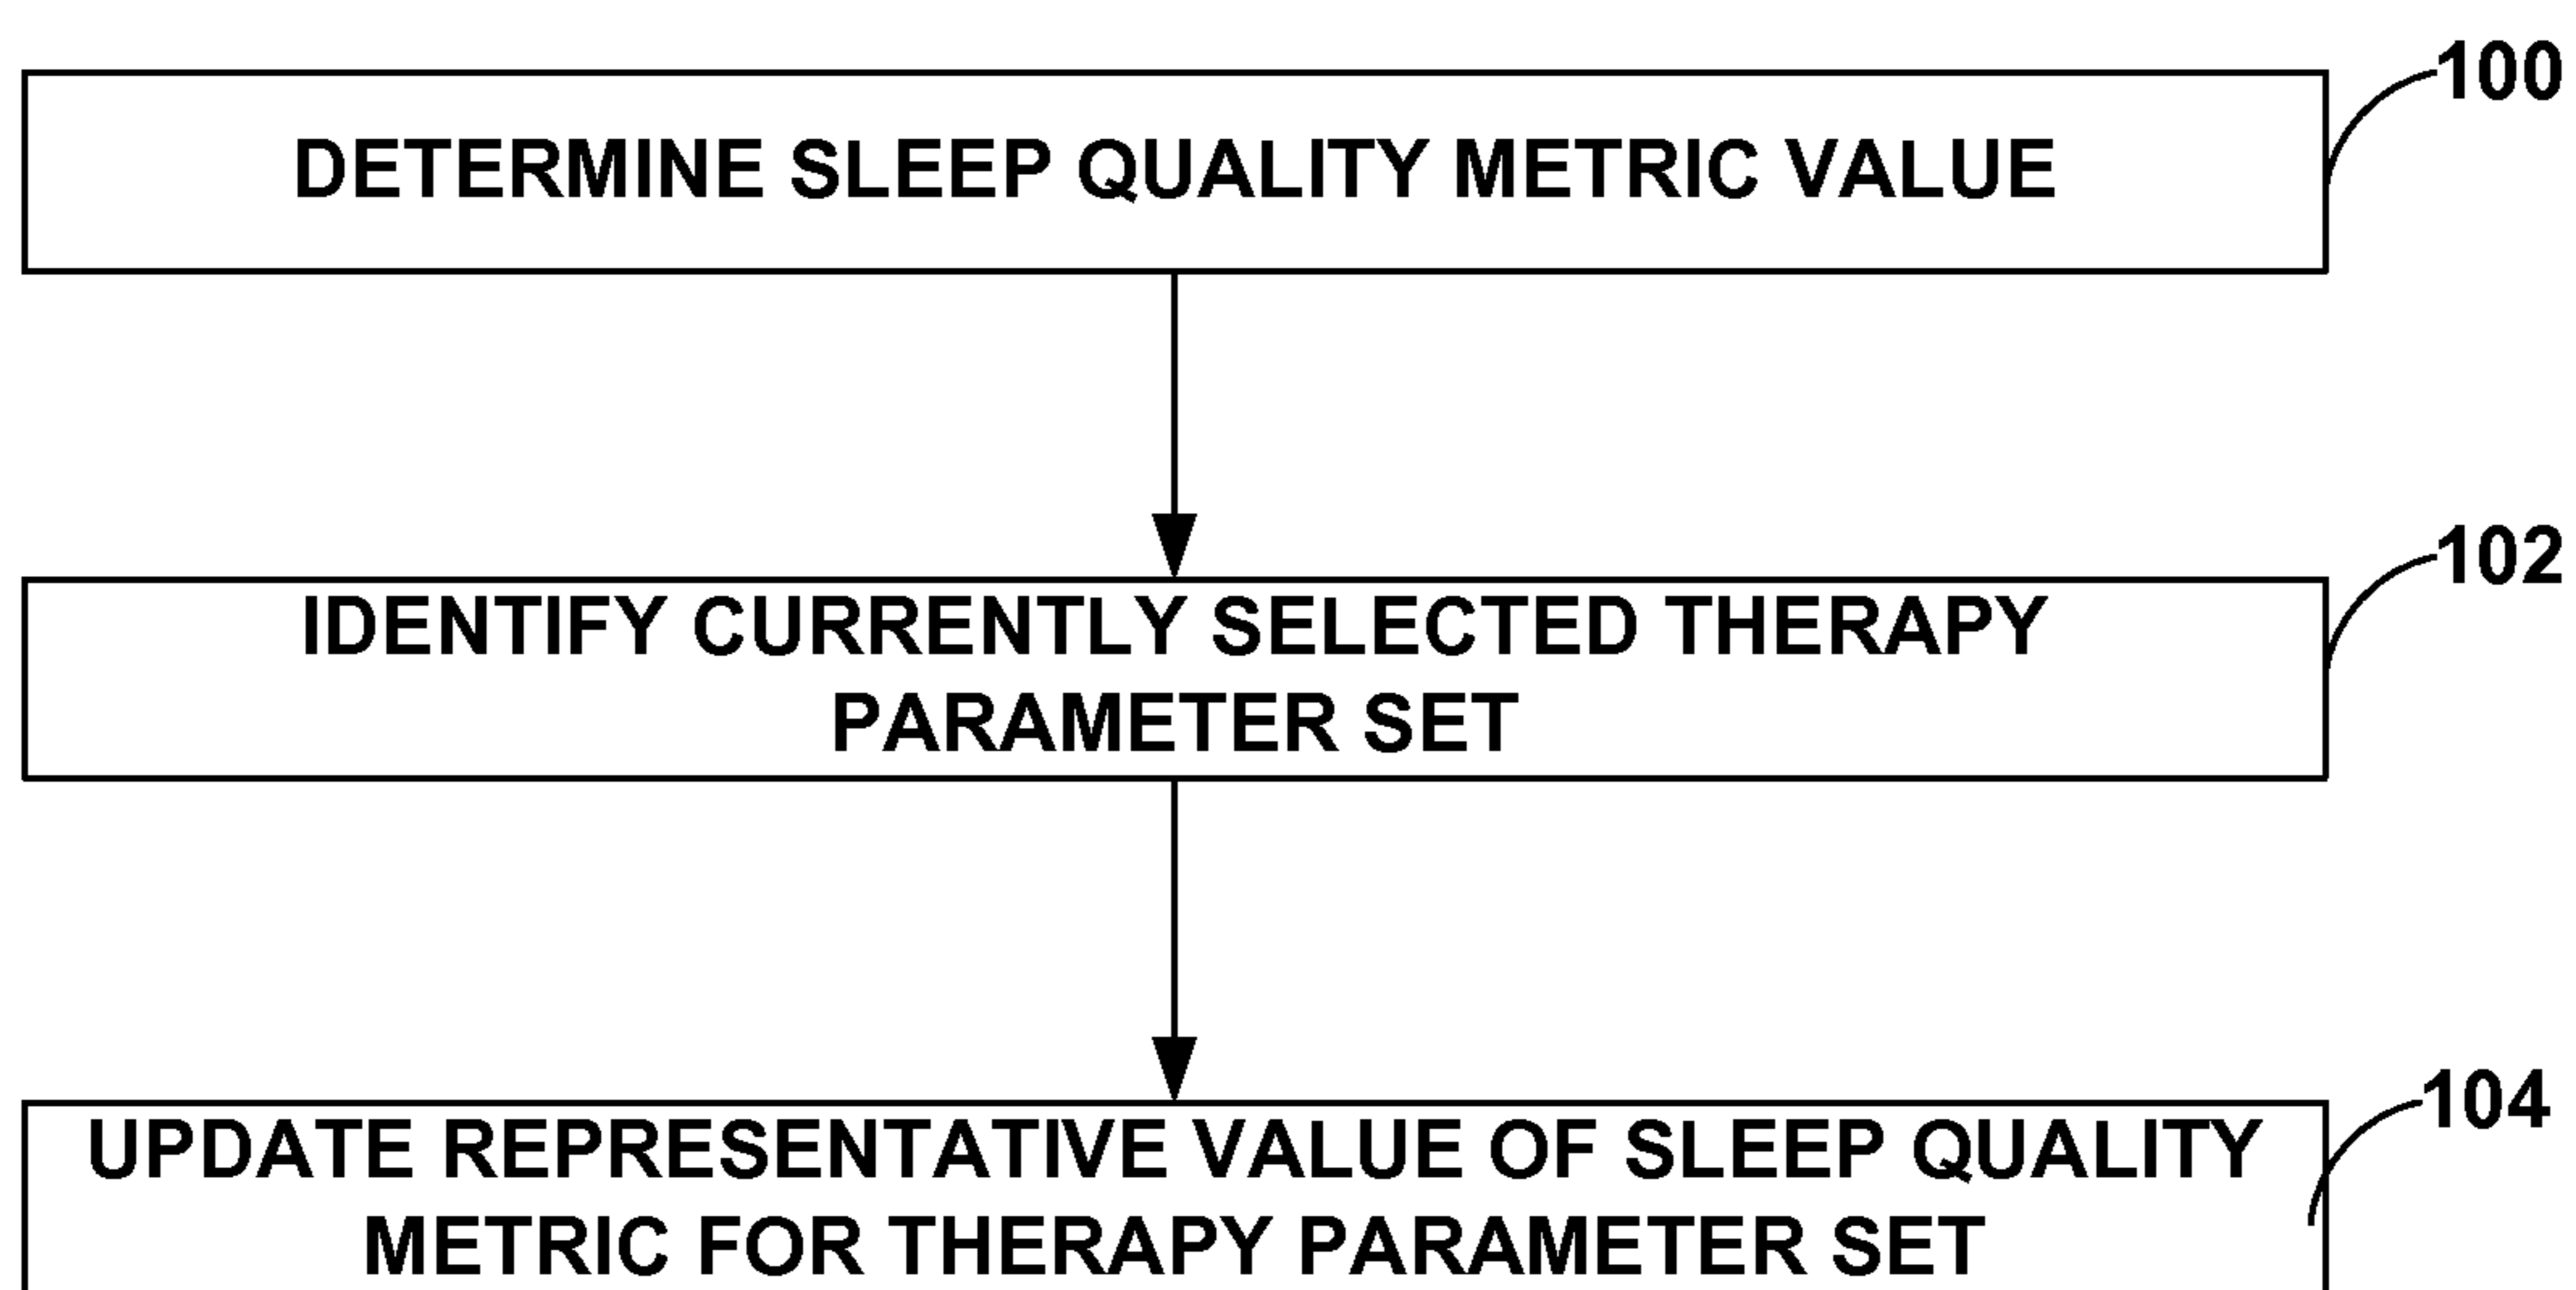 100
DETERMINE SLEEP QUALITY METRIC VALUE
102
IDENTIFY CURRENTLY SELECTED THERAPY
PARAMETER SET
104
UPDATE REPRESENTATIVE VALUE OF SLEEP QUALITY
METRIC FOR THERAPY PARAMETER SET